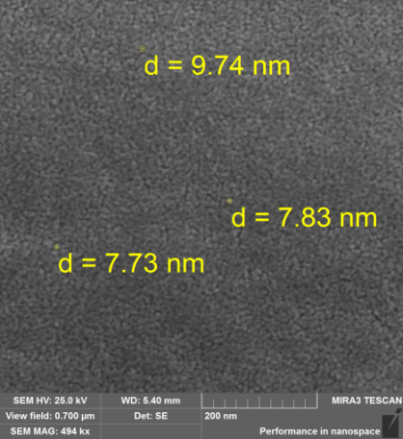 d = 9.74 nm
d = 7.83 nm
d = 7.73 nm
SEM HV: 25.0 kV WD: 5.40 mm MIRA3 TESCAN
View field: 0.700 µm Det: SE 200 nm
SEM MAG: 494 kx Performance in nanospace